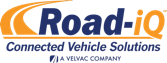 Road-iQ
Connected Vehicle Solutions
A VELVAC COMPANY